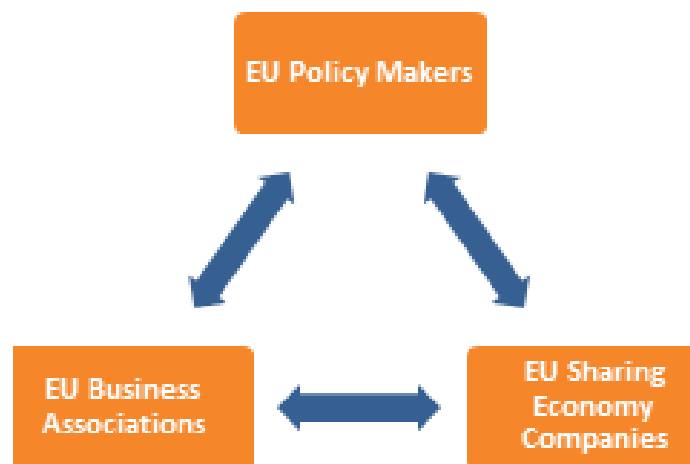 EU Policy Makers
EU Business
Associations
EU Sharing
Economy
Companies